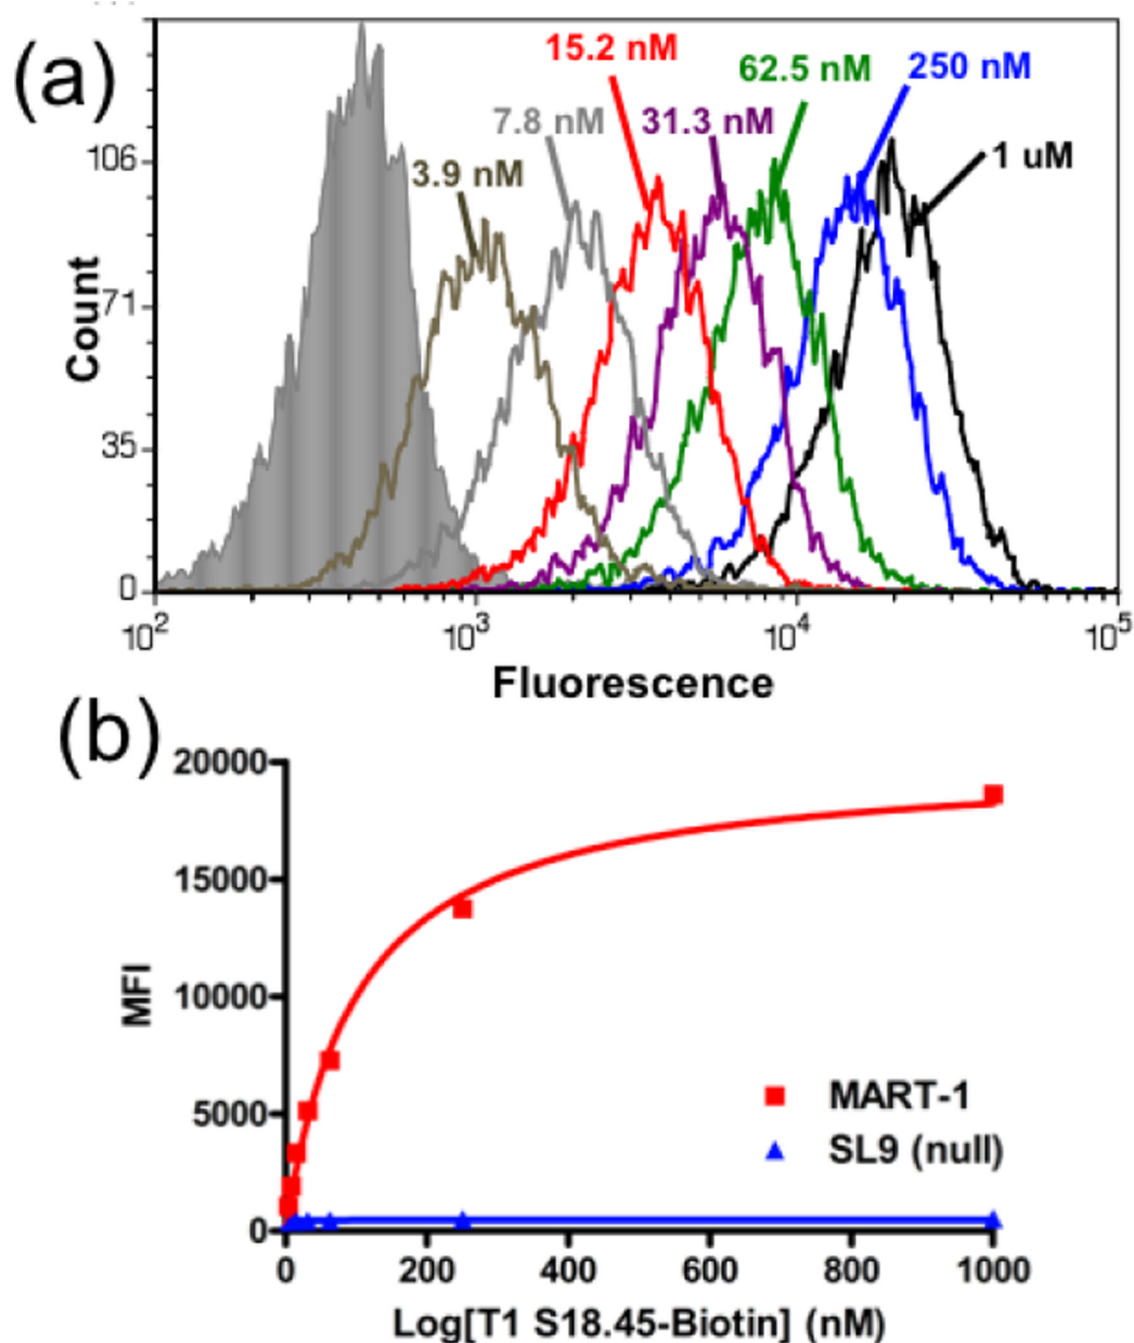 (a)
15.2 nM
62.5 nM
250 nM
7.8 nM
31.3 nM
1 uM
3.9 nM
106
71
35
0
Count
10²
10³
10⁴
10⁵
Fluorescence
(b)
20000
15000
10000
5000
0
MFI
MART-1
SL9 (null)
0 200 400 600 800 1000
Log[T1 S18.45-Biotin] (nM)